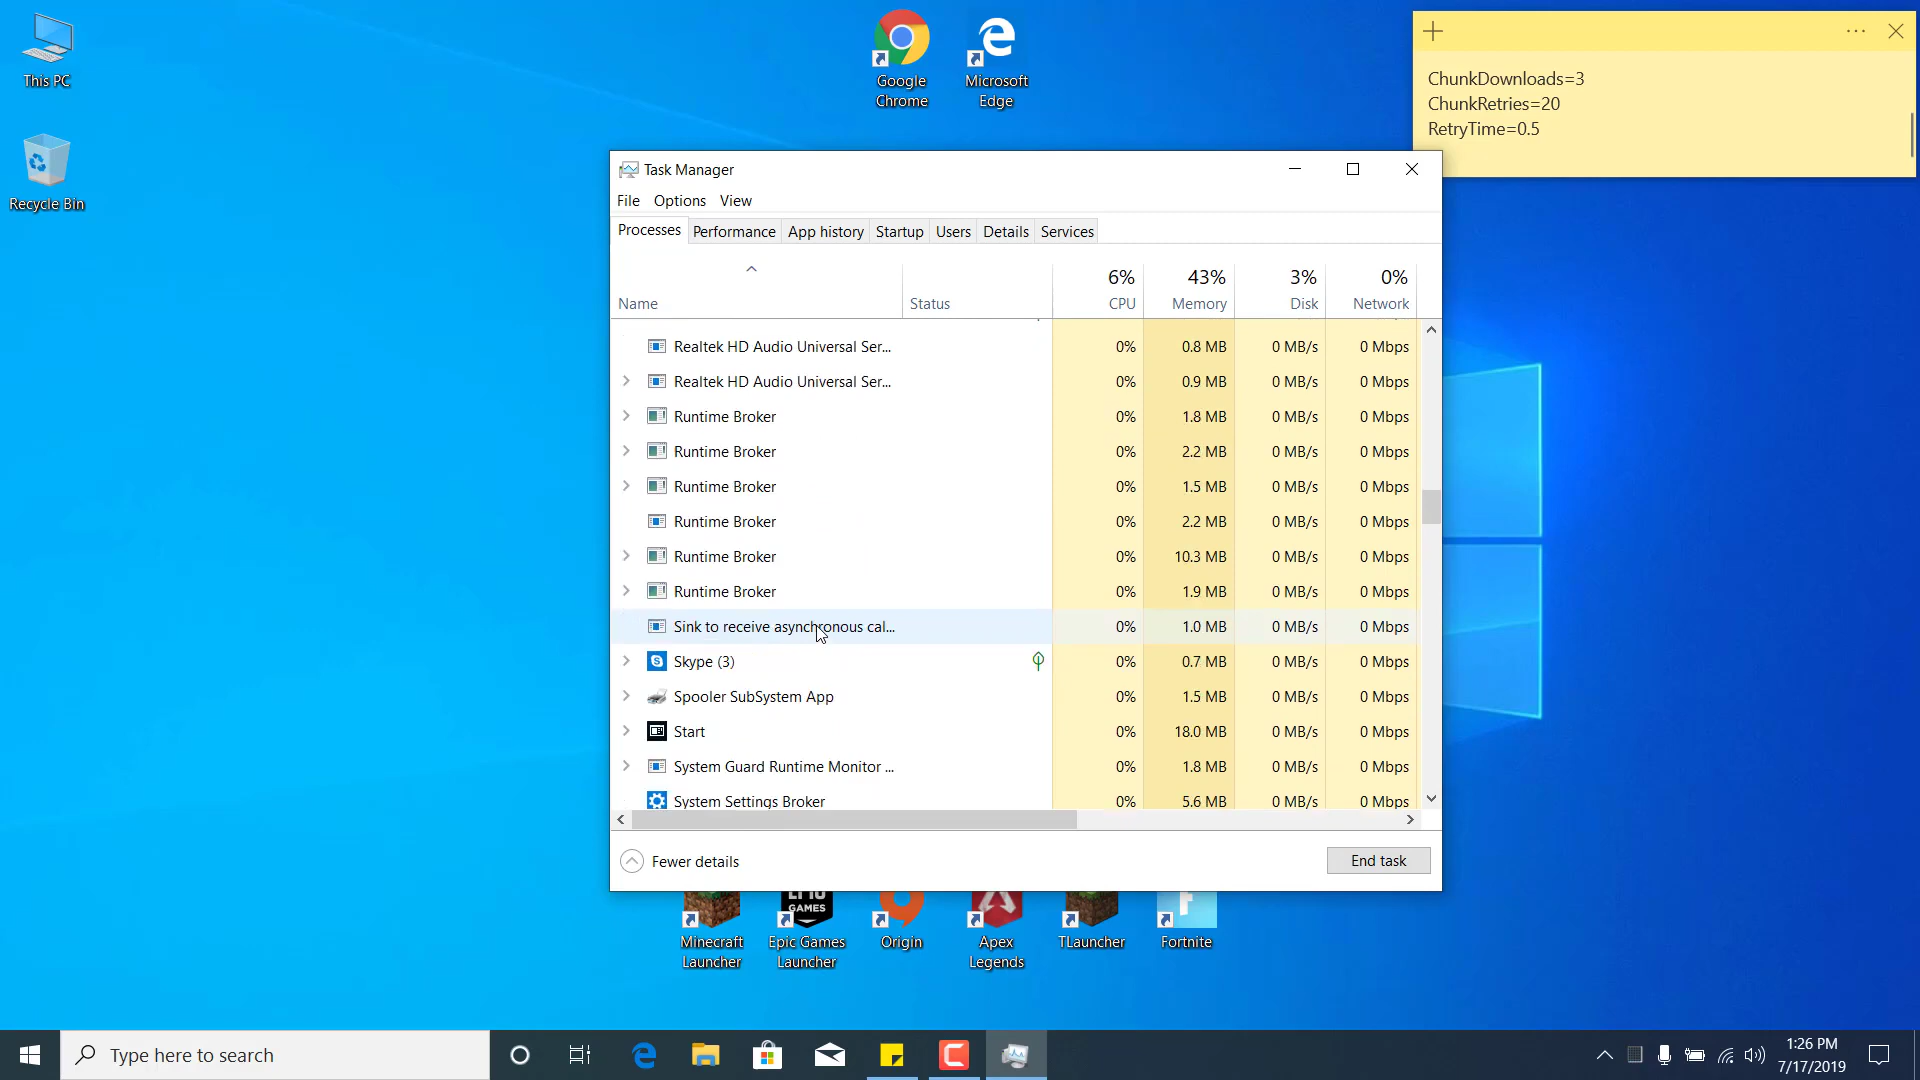 This PC
Recycle Bin
Google
Chrome
Microsoft
Edge
ChunkDownloads=3
ChunkRetries=20
RetryTime=0.5
Task Manager
File Options View
Processes Performance App history Startup Users Details Services
6% 43% 3% 0%
Name Status CPU Memory Disk Network
Realtek HD Audio Universal Ser... 0% 0.8 MB 0 MB/s 0 Mbps
Realtek HD Audio Universal Ser... 0% 0.9 MB 0 MB/s 0 Mbps
Runtime Broker 0% 1.8 MB 0 MB/s 0 Mbps
Runtime Broker 0% 2.2 MB 0 MB/s 0 Mbps
Runtime Broker 0% 1.5 MB 0 MB/s 0 Mbps
Runtime Broker 0% 2.2 MB 0 MB/s 0 Mbps
Runtime Broker 0% 10.3 MB 0 MB/s 0 Mbps
Runtime Broker 0% 1.9 MB 0 MB/s 0 Mbps
Sink to receive asynchronous cal... 0% 1.0 MB 0 MB/s 0 Mbps
Skype (3) 0% 0.7 MB 0 MB/s 0 Mbps
Spooler SubSystem App 0% 1.5 MB 0 MB/s 0 Mbps
Start 0% 18.0 MB 0 MB/s 0 Mbps
System Guard Runtime Monitor ... 0% 1.8 MB 0 MB/s 0 Mbps
System Settings Broker 0% 5.6 MB 0 MB/s 0 Mbps
Fewer details End task
GAMES
Minecraft
Launcher
Epic Games
Launcher
Origin
Apex
Legends
TLauncher
Fortnite
Type here to search
1:26 PM
7/17/2019